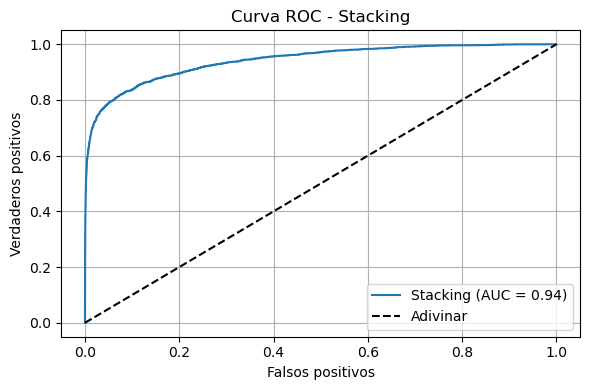 Curva ROC - Stacking
Verdaderos positivos
1.0
0.8
0.6
0.4
0.2
0.0
0.0 0.2 0.4 0.6 0.8 1.0
Falsos positivos
Stacking (AUC = 0.94)
Adivinar